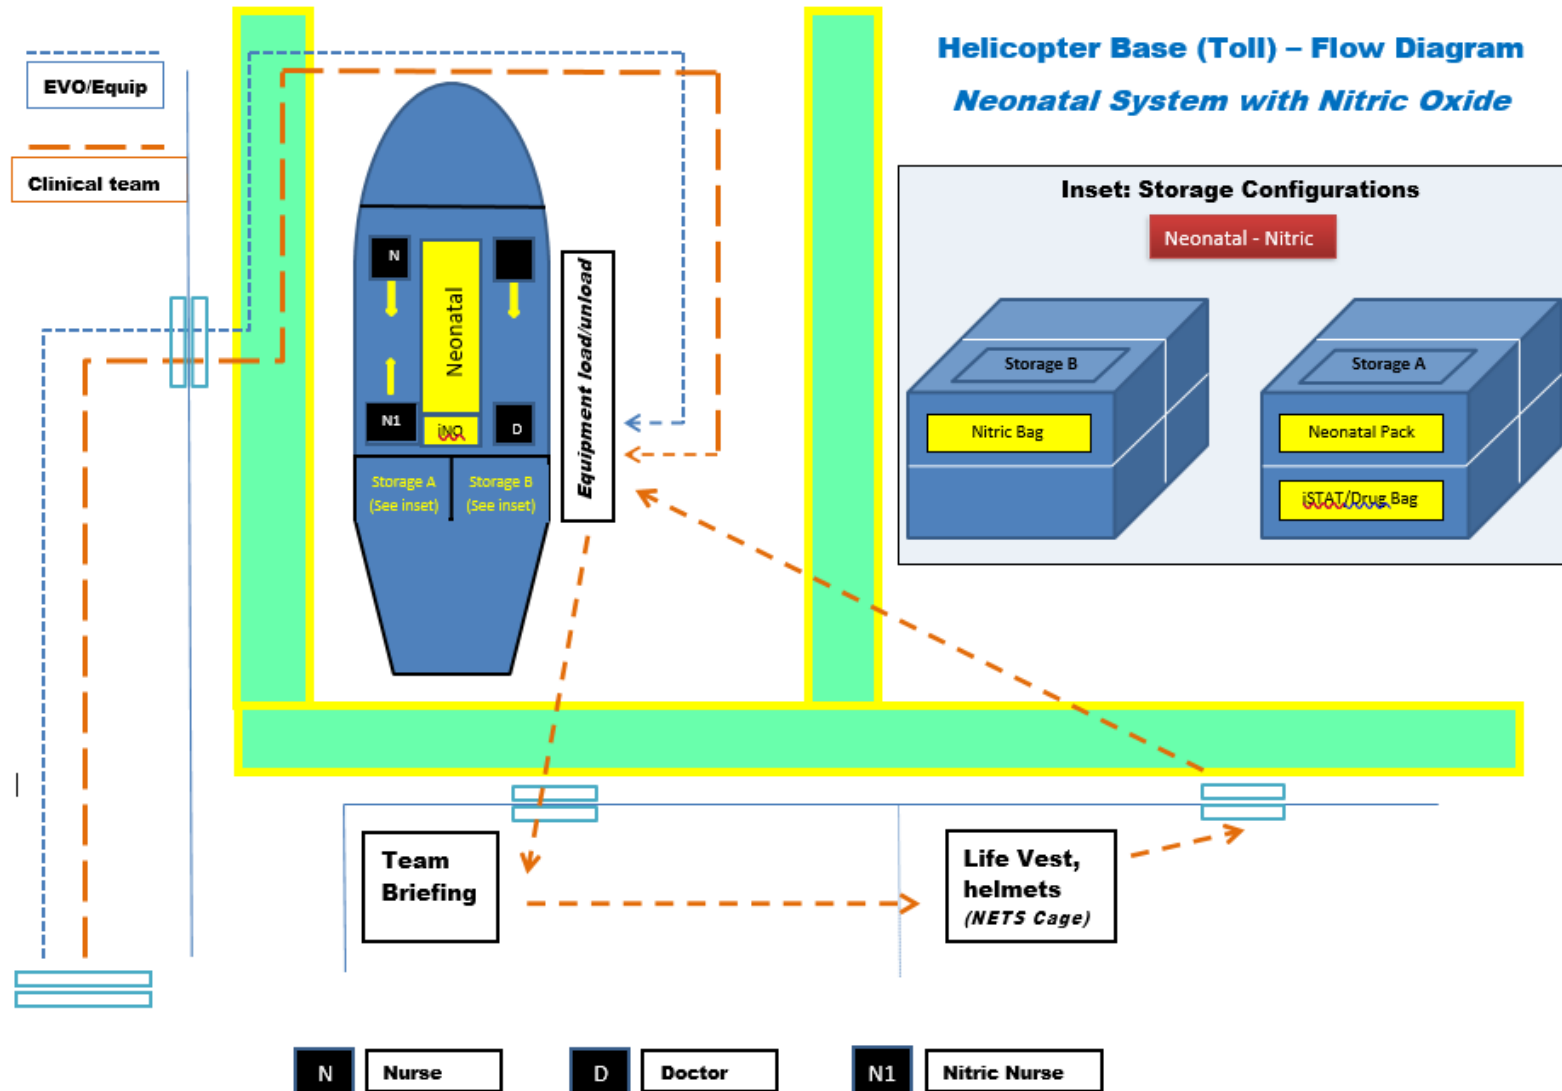 Helicopter Base (Toll) – Flow Diagram
Neonatal System with Nitric Oxide
EVO/Equip
Clinical team
N
Neonatal
N1
iNO
D
Storage A
(See inset)
Storage B
(See inset)
Equipment load/unload
Inset: Storage Configurations
Neonatal - Nitric
Storage B
Nitric Bag
Storage A
Neonatal Pack
iSTAT/Drug Bag
Team
Briefing
Life Vest,
helmets
(NETS Cage)
N
Nurse
D
Doctor
N1
Nitric Nurse